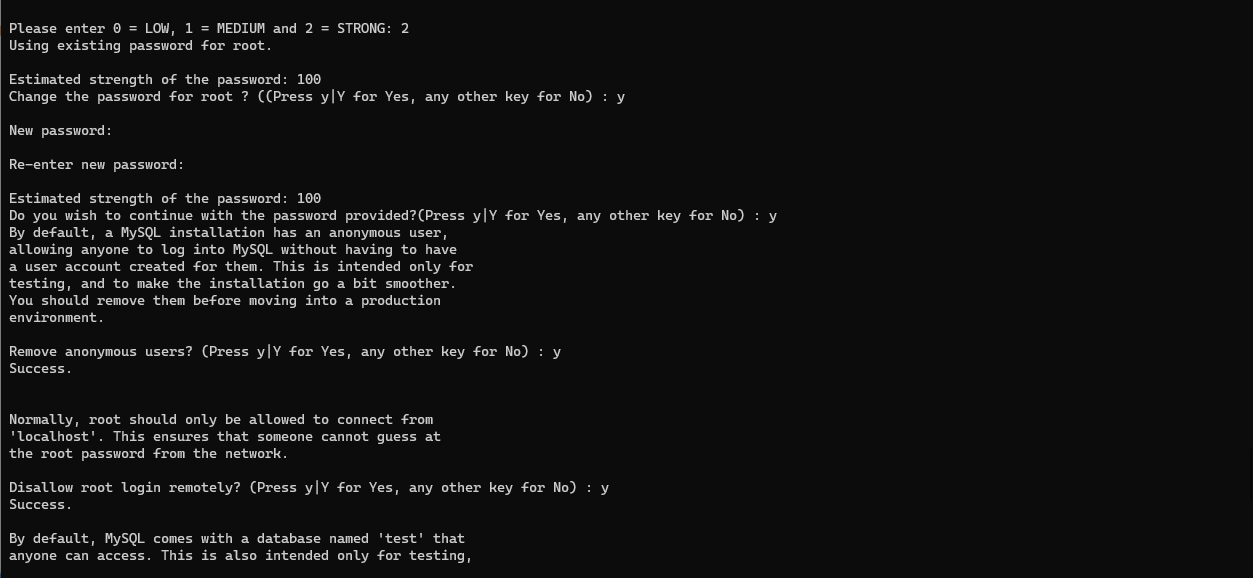 Please enter 0 = LOW, 1 = MEDIUM and 2 = STRONG: 2
Using existing password for root.
Estimated strength of the password: 100
Change the password for root ? ((Press y|Y for Yes, any other key for No) : y
New password:
Re-enter new password:
Estimated strength of the password: 100
Do you wish to continue with the password provided?(Press y|Y for Yes, any other key for No) : y
By default, a MySQL installation has an anonymous user,
allowing anyone to log into MySQL without having to have
a user account created for them. This is intended only for
testing, and to make the installation go a bit smoother.
You should remove them before moving into a production
environment.
Remove anonymous users? (Press y|Y for Yes, any other key for No) : y
Success.
Normally, root should only be allowed to connect from
'localhost'. This ensures that someone cannot guess at
the root password from the network.
Disallow root login remotely? (Press y|Y for Yes, any other key for No) : y
Success.
By default, MySQL comes with a database named 'test' that
anyone can access. This is also intended only for testing,